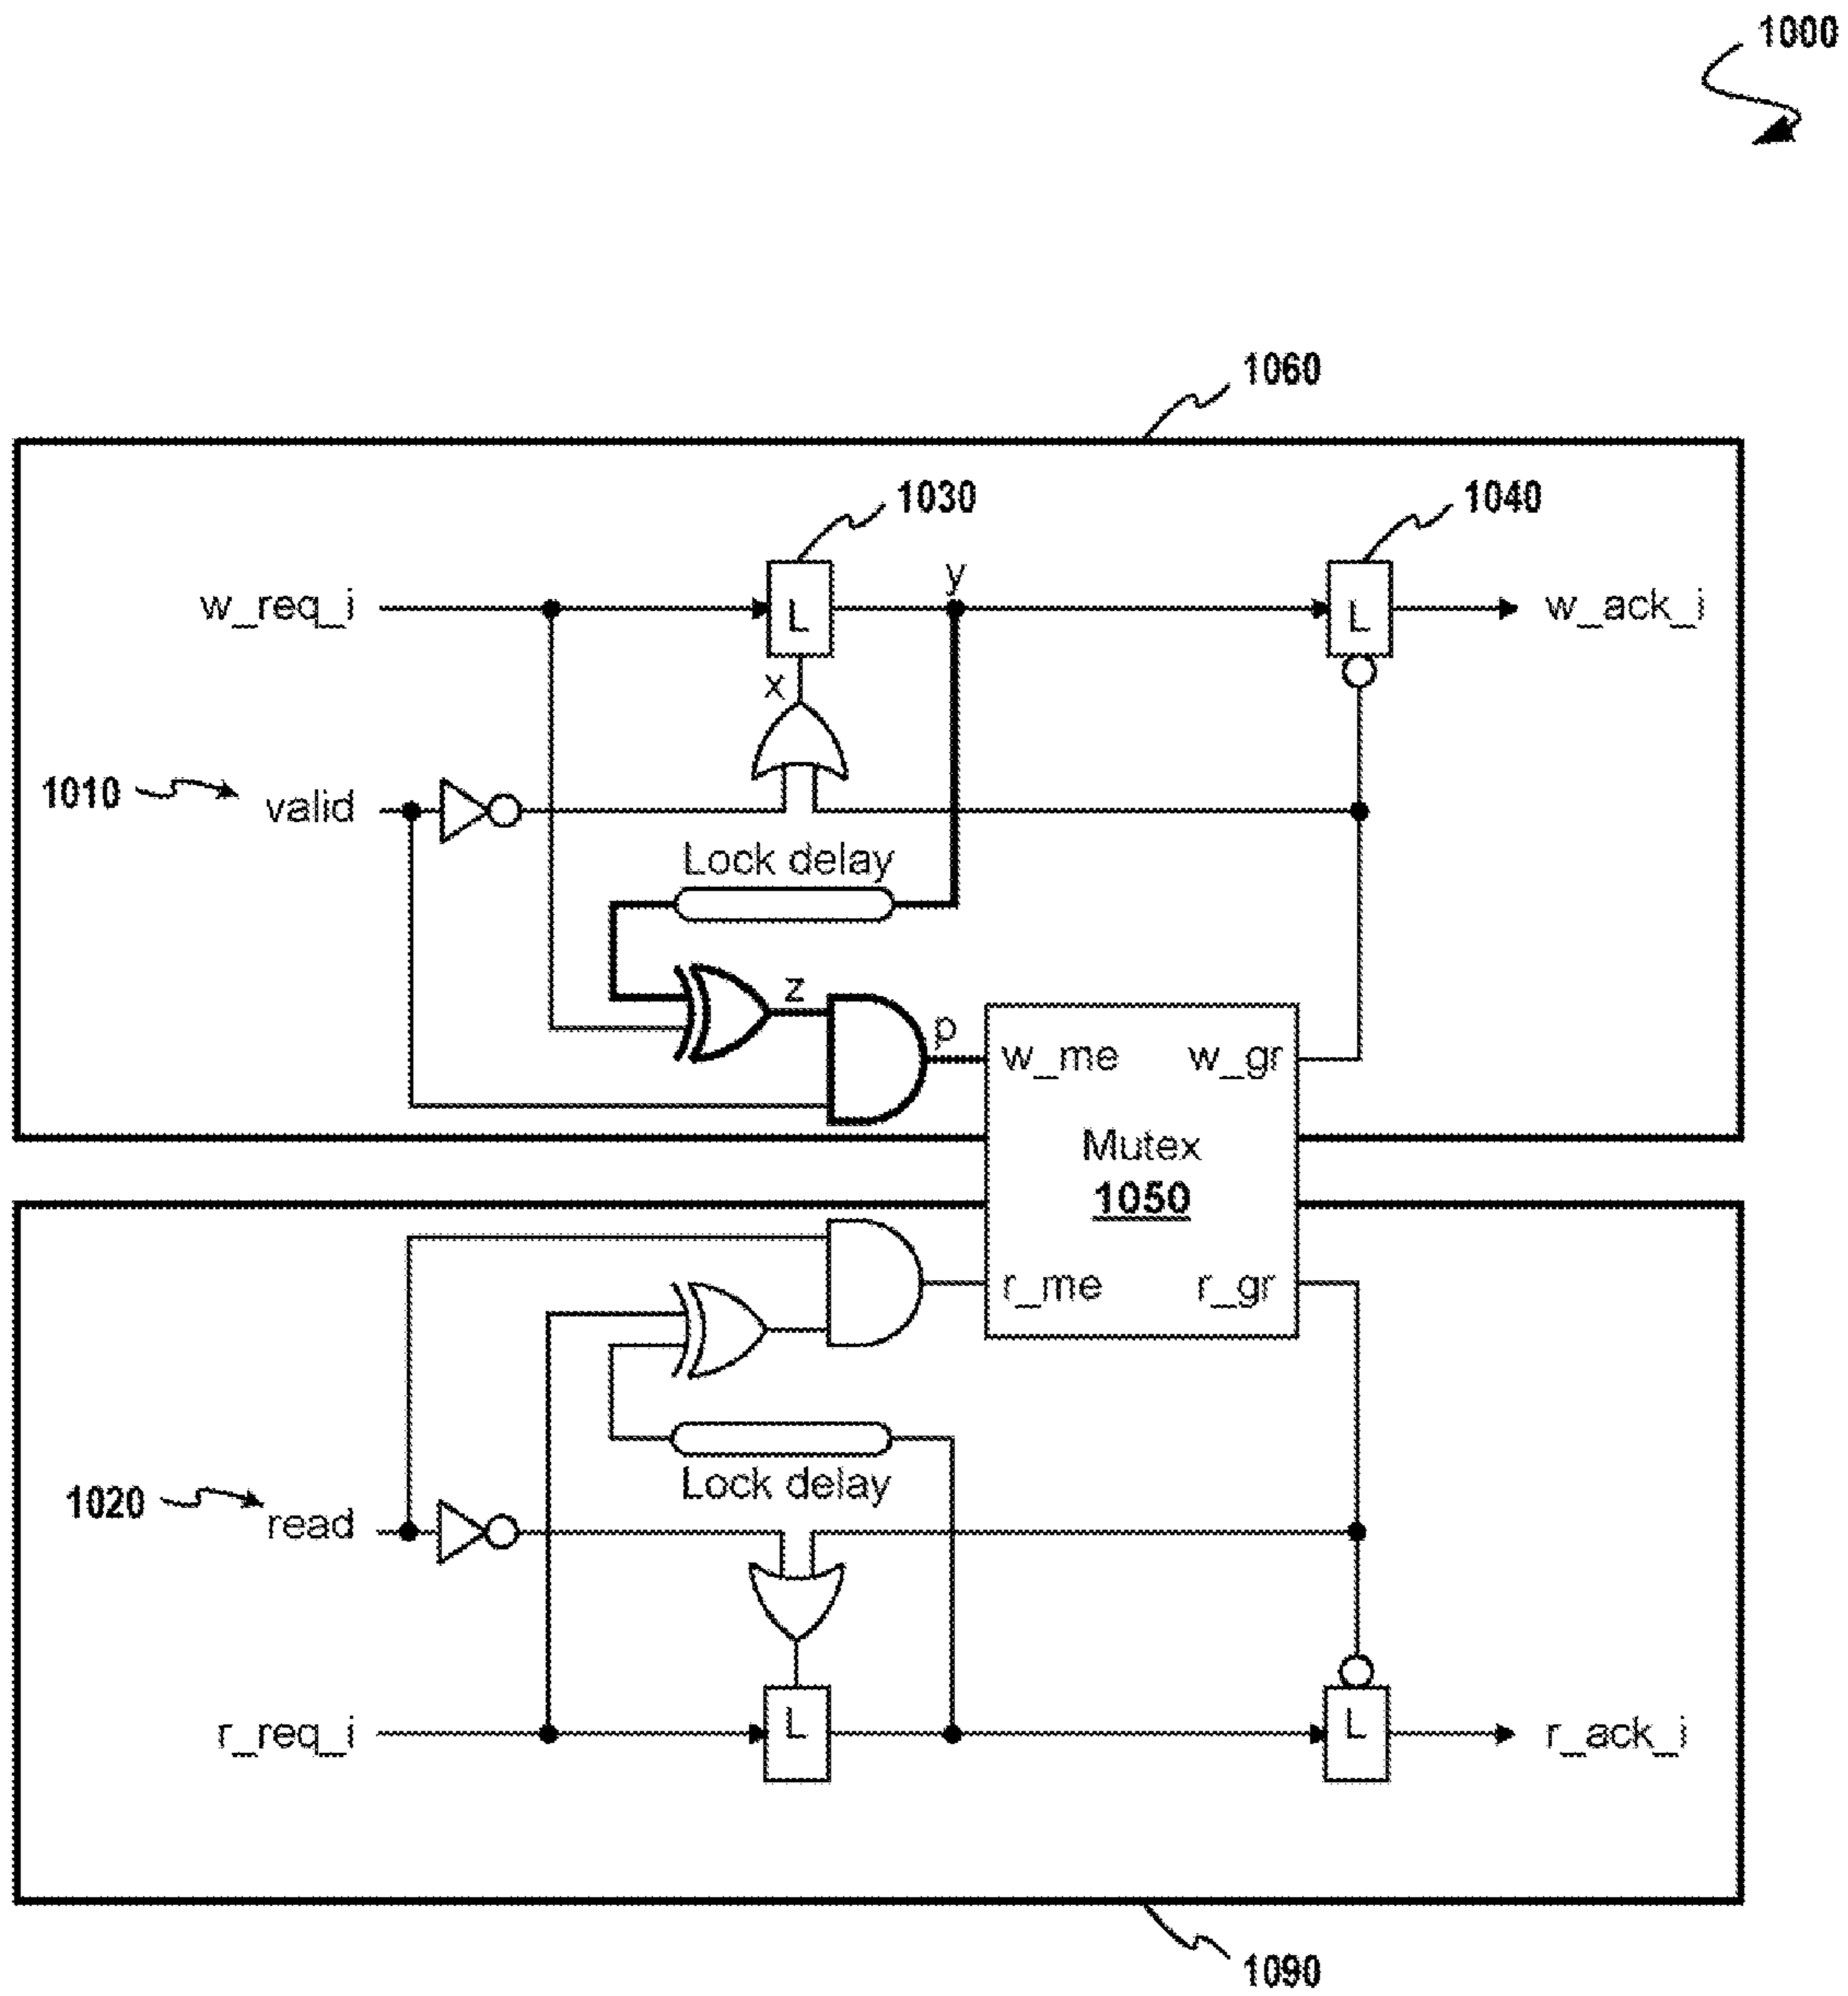 1000
1060
1030
1040
w_req_i
L
y
L
w_ack_i
x
1010
valid
Lock delay
z
p
w_me
w_gr
Mutex
1050
r_me
r_gr
Lock delay
1020
read
r_req_i
L
L
r_ack_i
1090